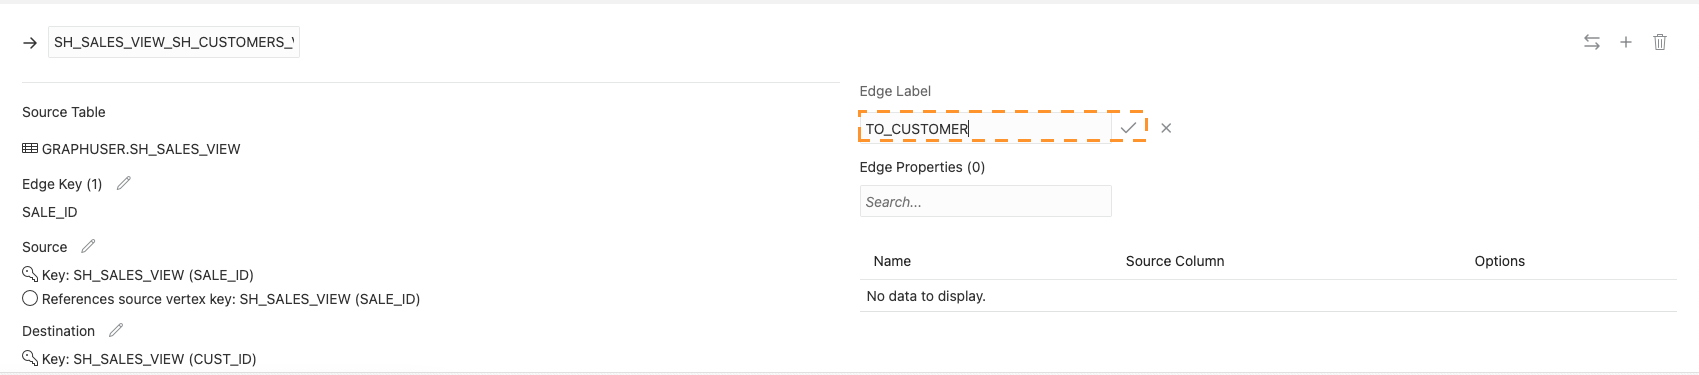 SH_SALES_VIEW_SH_CUSTOMERS_
Source Table
GRAPHUSER.SH_SALES_VIEW
Edge Key (1)
SALE_ID
Source
Key: SH_SALES_VIEW (SALE_ID)
References source vertex key: SH_SALES_VIEW (SALE_ID)
Destination
Key: SH_SALES_VIEW (CUST_ID)
Edge Label
TO_CUSTOMER
Edge Properties (0)
Search...
Name Source Column Options
No data to display.